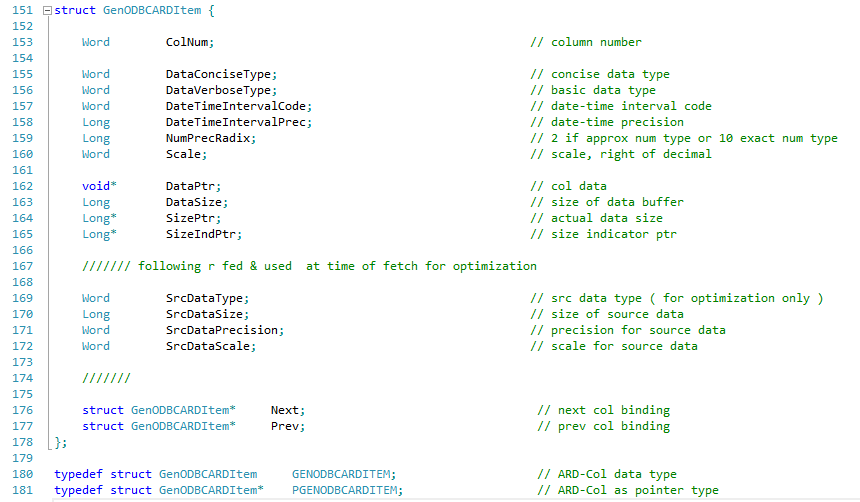 151 struct GenODBCARDItem {
152
153 Word ColNum; // column number
154
155 Word DataConciseType; // concise data type
156 Word DataVerboseType; // basic data type
157 Word DateTimeIntervalCode; // date-time interval code
158 Long DateTimeIntervalPrec; // date-time precision
159 Long NumPrecRadix; // 2 if approx num type or 10 exact num type
160 Word Scale; // scale, right of decimal
161
162 void* DataPtr; // col data
163 Long DataSize; // size of data buffer
164 Long* SizePtr; // actual data size
165 Long* SizeIndPtr; // size indicator ptr
166
167 /////// following r fed & used  at time of fetch for optimization
168
169 Word SrcDataType; // src data type ( for optimization only )
170 Long SrcDataSize; // size of source data
171 Word SrcDataPrecision; // precision for source data
172 Word SrcDataScale; // scale for source data
173
174 ///////
175
176 struct GenODBCARDItem* Next; // next col binding
177 struct GenODBCARDItem* Prev; // prev col binding
178 };
179
180 typedef struct GenODBCARDItem GENODBCARDITEM; // ARD-Col data type
181 typedef struct GenODBCARDItem* PGENODBCARDITEM; // ARD-Col as pointer type